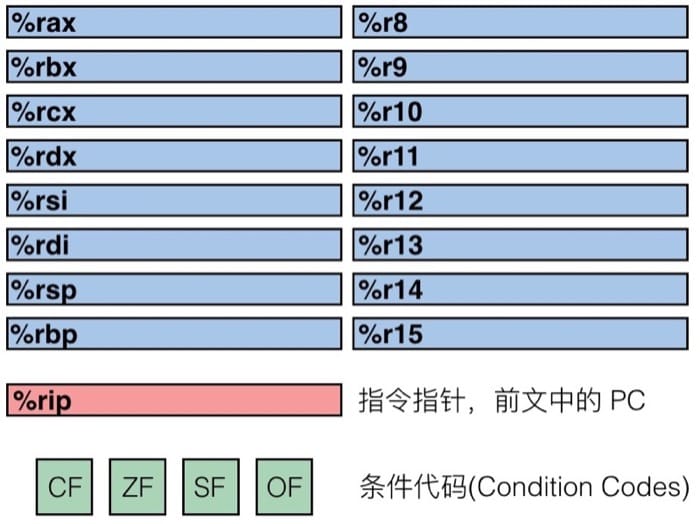 %rax %r8
%rbx %r9
%rcx %r10
%rdx %r11
%rsi %r12
%rdi %r13
%rsp %r14
%rbp %r15
%rip 指令指针，前文中的 PC
CF ZF SF OF 条件代码(Condition Codes)